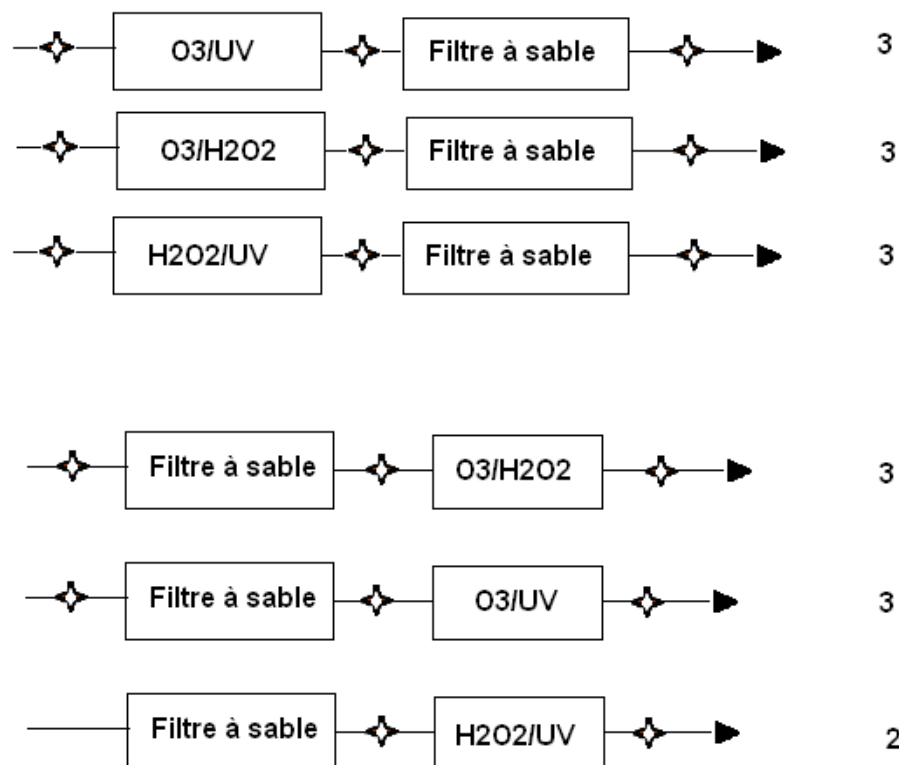 O3/UV Filtre à sable 3
O3/H2O2 Filtre à sable 3
H2O2/UV Filtre à sable 3
Filtre à sable O3/H2O2 3
Filtre à sable O3/UV 3
Filtre à sable H2O2/UV 2